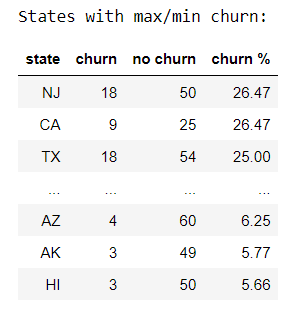 States with max/min churn:
state churn no churn churn %
NJ 18 50 26.47
CA 9 25 26.47
TX 18 54 25.00
... ... ... ...
AZ 4 60 6.25
AK 3 49 5.77
HI 3 50 5.66